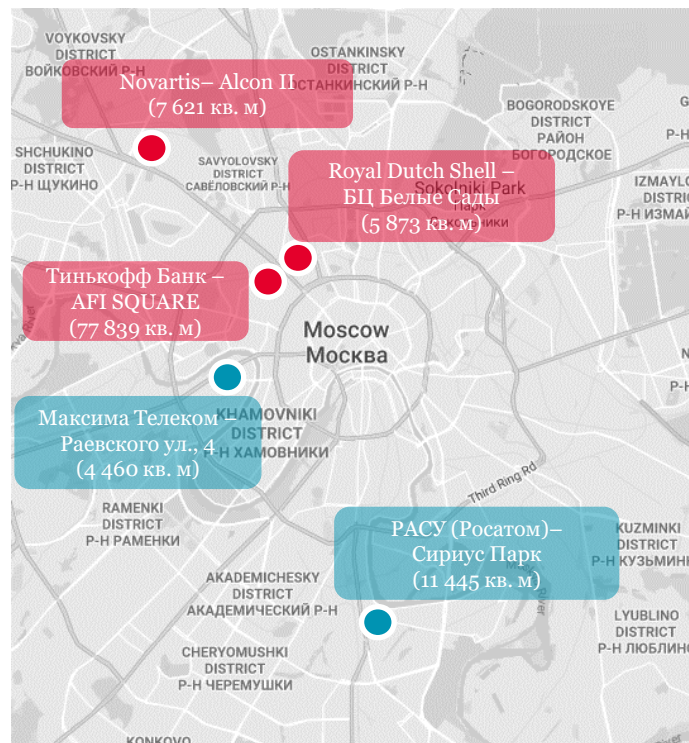 VOYKOVSKY
DISTRICT
ВОЙКОВСКИЙ Р-Н
OSTANKINSKY
DISTRICT
ОСТАНКИНСКИЙ Р-Н
Novartis– Alcon II
(7 621 кв. м)
BOGORODSKOYE
DISTRICT
РАЙОН
БОГОРОДСКОЕ
SHCHUKINO
DISTRICT
Р-Н ЩУКИНО
SAVYOLOVSKY
DISTRICT
САВЁЛОВСКИЙ Р-Н
Royal Dutch Shell –
БЦ Белые Сады
(5 873 кв. м)
Sokolniki Park
Парк
Сокольники
IZMAYLO
DISTRI
Р-Н ИЗМАЙ
Тинькофф Банк –
AFI SQUARE
(77 839 кв. м)
Moscow
Москва
Максима Телеком –
Раевского ул., 4
(4 460 кв. м)
KHAMOVNIKI
DISTRICT
Р-Н ХАМОВНИКИ
Third Ring Rd
RAMENKI
DISTRICT
Р-Н РАМЕНКИ
РАСУ (Росатом)–
Сириус Парк
(11 445 кв. м)
KUZMINKI
DISTRICT
Р-Н КУЗЬМИНК
AKADEMICHESKY
DISTRICT
АКАДЕМИЧЕСКИЙ Р-Н
LYUBLINO
DISTRICT
Р-Н ЛЮБЛИНО
CHERYOMUSHKI
DISTRICT
Р-Н ЧЕРЕМУШКИ
KONKOVO